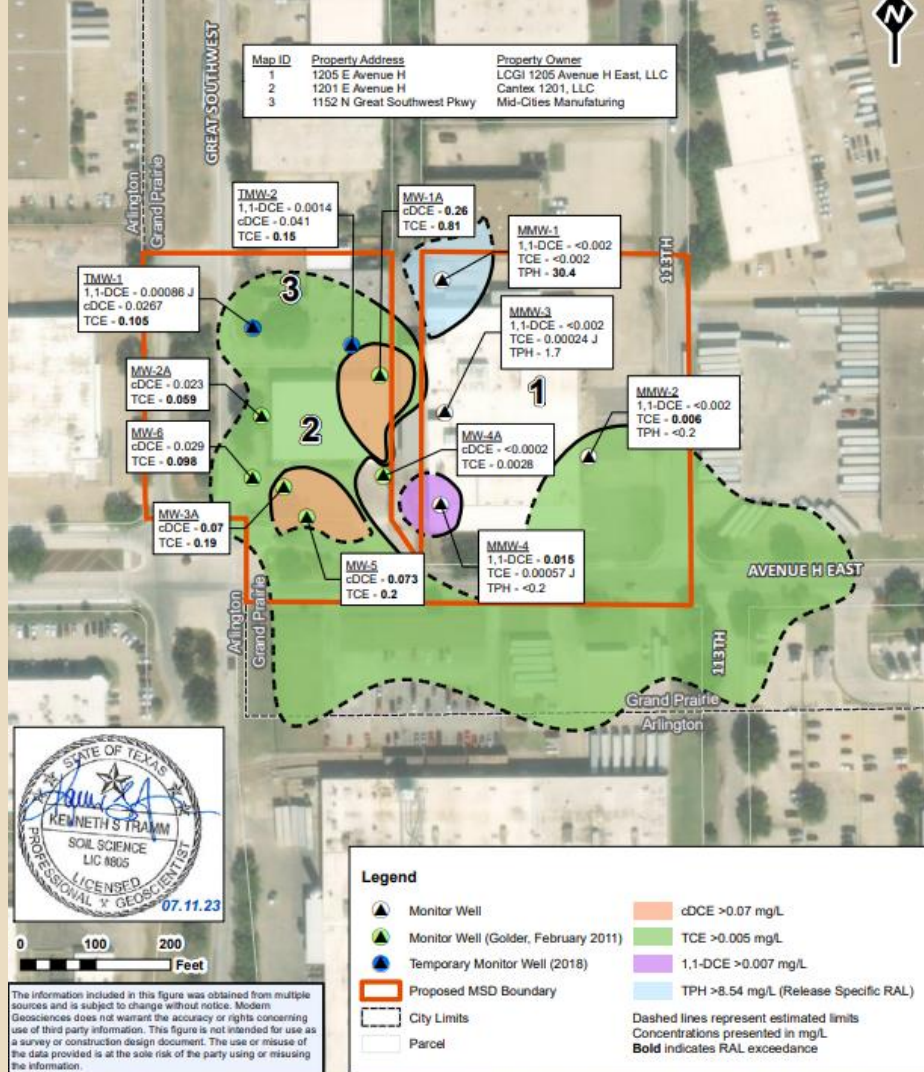 N
GREAT SOUTHWEST
Map ID Property Address Property Owner
1 1205 E Avenue H LCGI 1205 Avenue H East, LLC
2 1201 E Avenue H Cantex 1201, LLC
3 1152 N Great Southwest Pkwy Mid-Cities Manufaturing
Arlington
Grand Prairie
TMW-2
1,1-DCE - 0.0014
cDCE - 0.041
TCE - 0.15
MW-1A
cDCE - 0.26
TCE - 0.81
MMW-1
1,1-DCE - <0.002
TCE - <0.002
TPH - 30.4
113TH
TMW-1
1,1-DCE - 0.00086 J
cDCE - 0.0267
TCE - 0.105
3
MMW-3
1,1-DCE - <0.002
TCE - 0.00024 J
TPH - 1.7
MW-2A
cDCE - 0.023
TCE - 0.059
1
MMW-2
1,1-DCE - <0.002
TCE - 0.006
TPH - <0.2
2
MW-6
cDCE - 0.029
TCE - 0.098
MW-4A
cDCE - <0.0002
TCE - 0.0028
MW-3A
cDCE - 0.07
TCE - 0.19
MW-5
cDCE - 0.073
TCE - 0.2
MMW-4
1,1-DCE - 0.015
TCE - 0.00057 J
TPH - <0.2
AVENUE H EAST
Arlington
Grand Prairie
113TH
Grand Prairie
Arlington
STATE OF TEXAS
KENNETH S TRAMM
SOIL SCIENCE
LIC 8805
LICENSED
PROFESSIONAL GEOSCIENTIST
07.11.23
0 100 200
Feet
The information included in this figure was obtained from multiple
sources and is subject to change without notice. Modern
Geosciences does not warrant the accuracy or rights concerning
use of third party information. This figure is not intended for use as
a survey or construction design document. The use or misuse of
the data provided is at the sole risk of the party using or misusing
the information.
Legend
Monitor Well
Monitor Well (Golder, February 2011)
Temporary Monitor Well (2018)
Proposed MSD Boundary
City Limits
Parcel
cDCE >0.07 mg/L
TCE >0.005 mg/L
1,1-DCE >0.007 mg/L
TPH >8.54 mg/L (Release Specific RAL)
Dashed lines represent estimated limits
Concentrations presented in mg/L
Bold indicates RAL exceedance